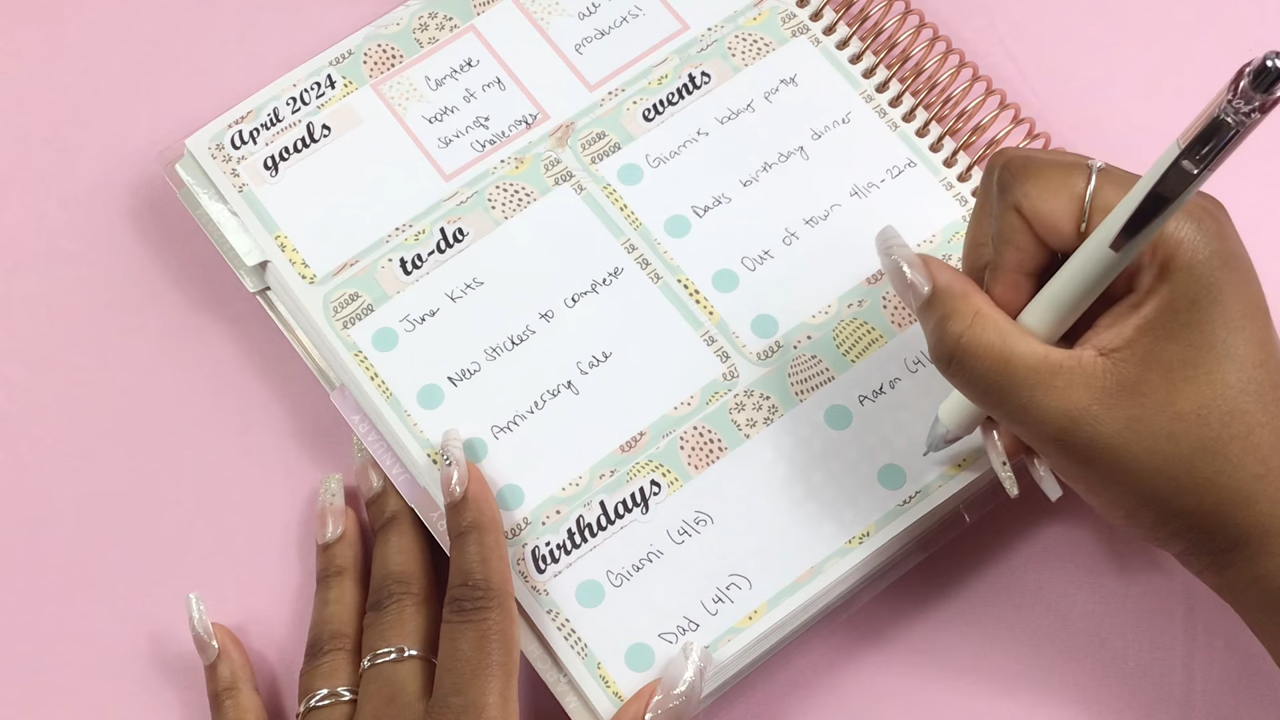 April 2024
goals
Complete
both of my
savings
challenges
all
products!
events
Gianni's bday party
Dad's birthday dinner
Out of town 4/19-22nd
to-do
June Kits
New Stickers to Complete
Anniversary Sale
birthdays
Gianni (4/5)
Dad (4/7)
Aaron (4/
JANUARY